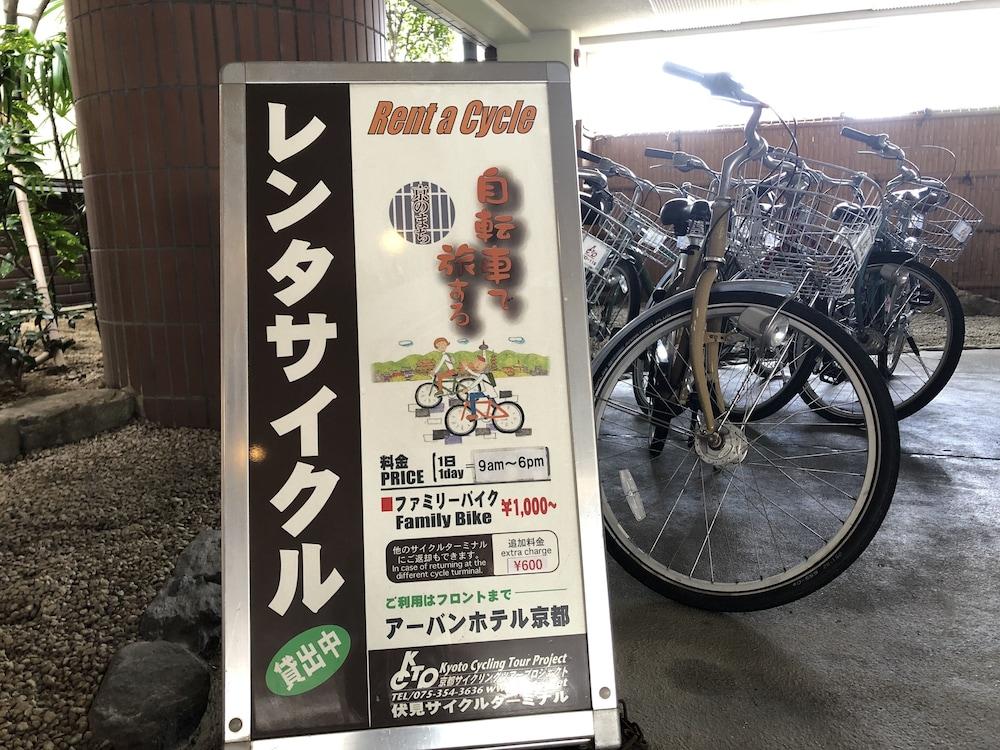 レンタサイクル
貸出中
Rent a Cycle
京のまち
自転車で
旅する
料金
PRICE
1日
1day
=
9am～6pm
■ファミリーバイク
Family Bike
¥1,000~
他のサイクルターミナル
にご返却もできます。
In case of returning at the
different cycle turminal.
追加料金
extra charge
¥600
ご利用はフロントまで
アーバンホテル京都
KCTP
Kyoto Cycling Tour Project
京都サイクリングツアープロジェクト
TEL/075-354-3636
伏見サイクルターミナル